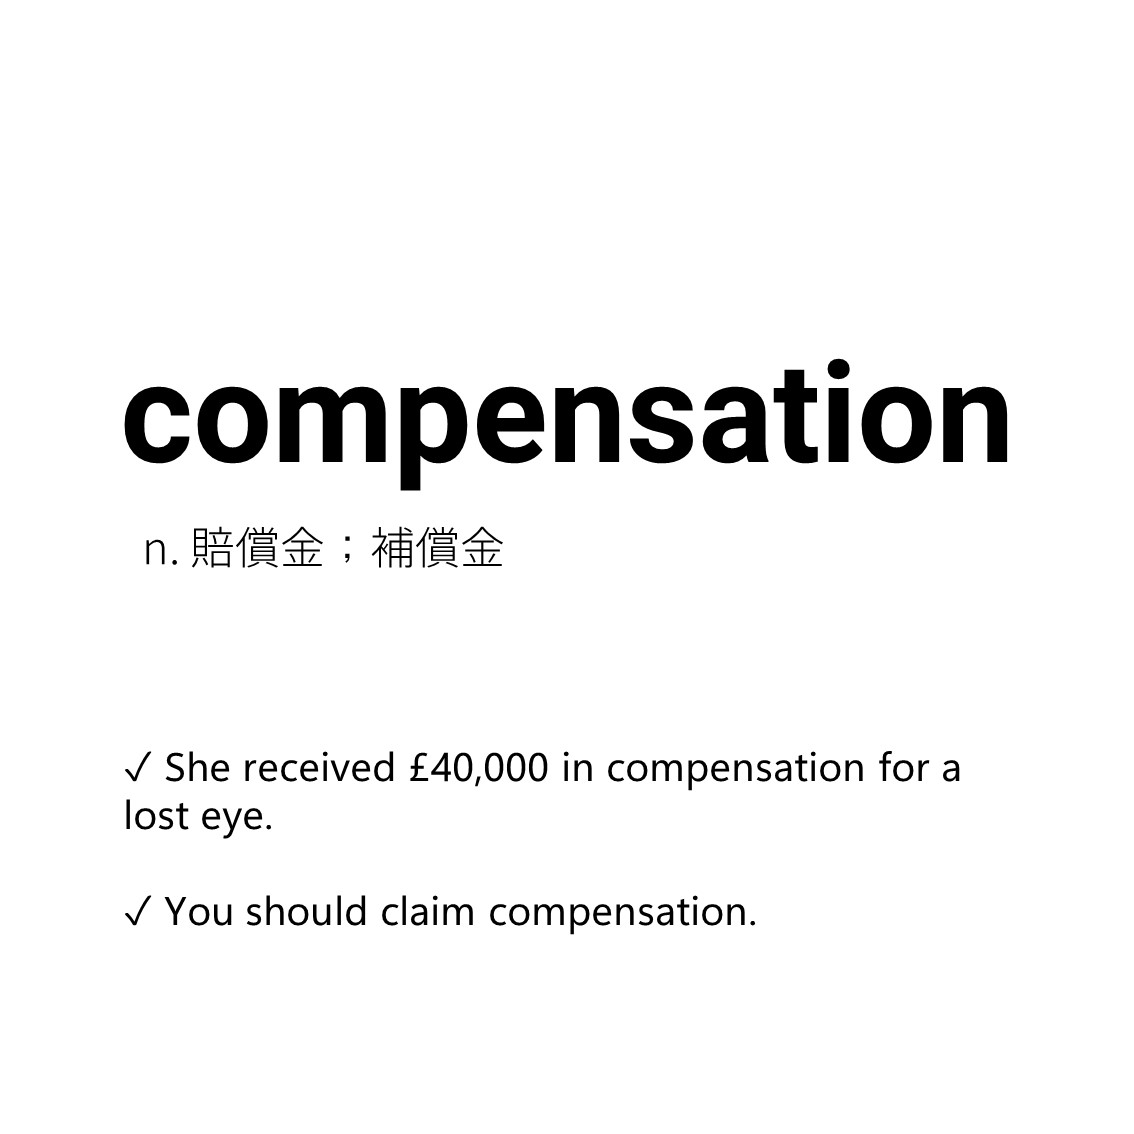 compensation
n. 賠償金；補償金
✓ She received £40,000 in compensation for a
lost eye.
✓ You should claim compensation.